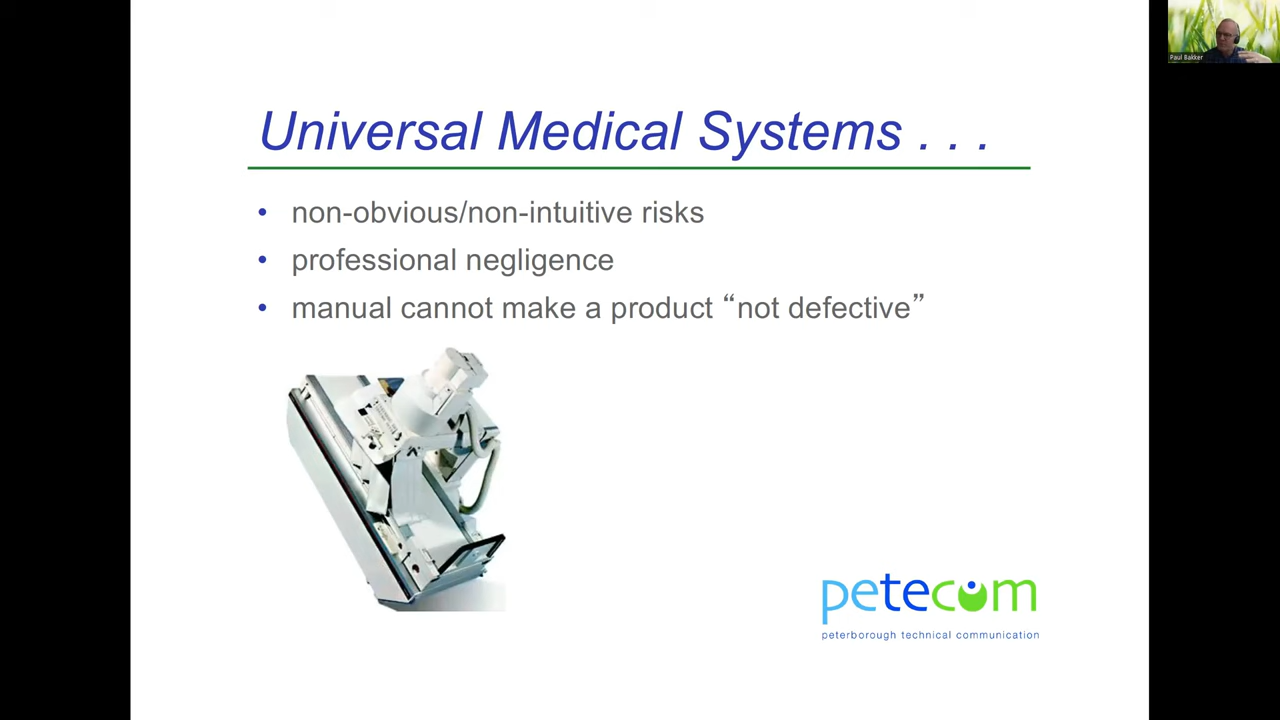 Paul Bakker
Universal Medical Systems . . .
• non-obvious/non-intuitive risks
• professional negligence
• manual cannot make a product “not defective”
petecom
peterborough technical communication